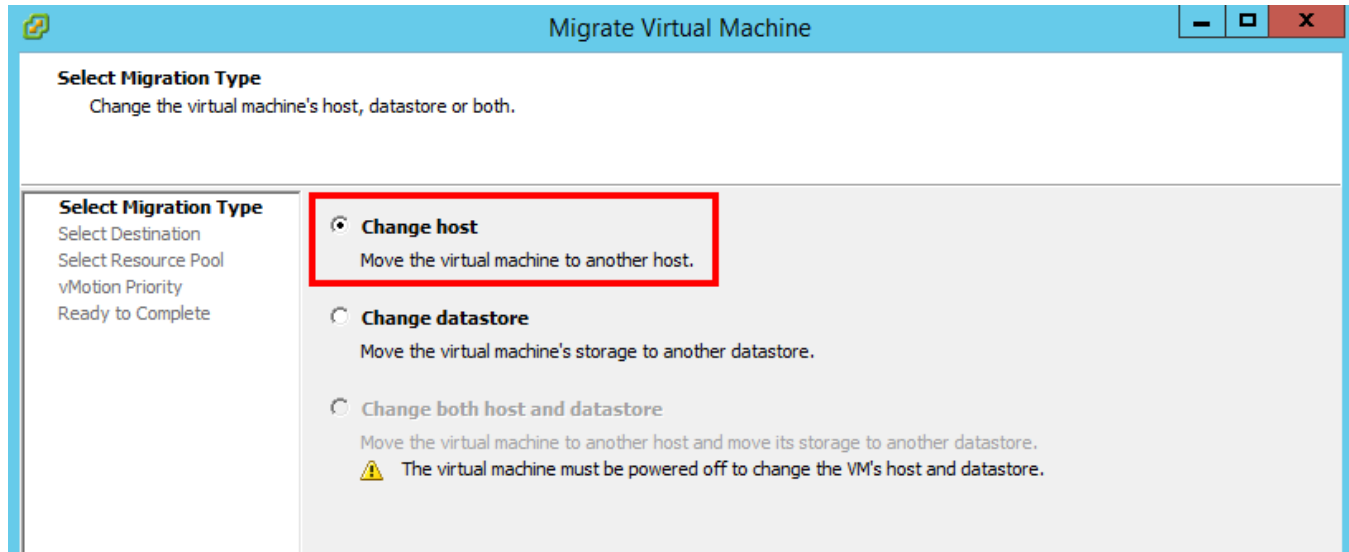 Migrate Virtual Machine
Select Migration Type
Change the virtual machine's host, datastore or both.
Select Migration Type
Select Destination
Select Resource Pool
vMotion Priority
Ready to Complete
Change host
Move the virtual machine to another host.
Change datastore
Move the virtual machine's storage to another datastore.
Change both host and datastore
Move the virtual machine to another host and move its storage to another datastore.
The virtual machine must be powered off to change the VM's host and datastore.